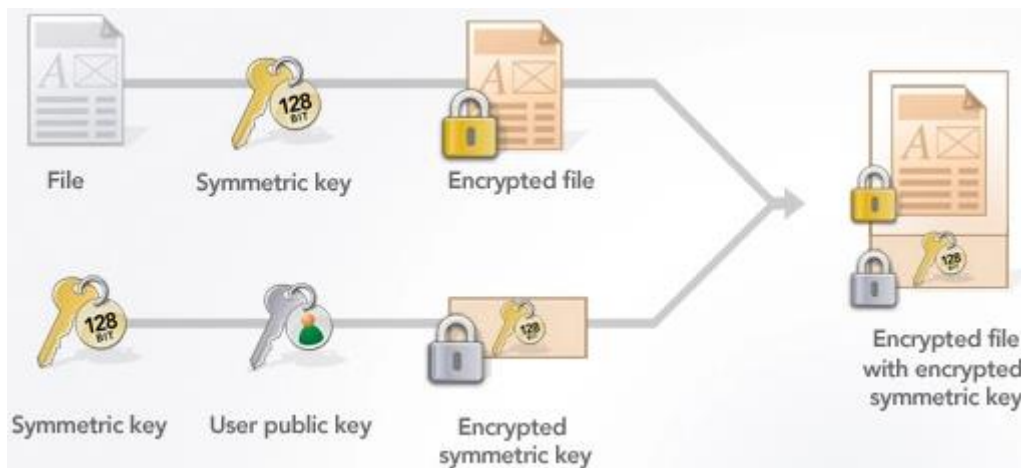 128
BIT
File
Symmetric key
Encrypted file
128
BIT
128
128
Symmetric key
User public key
Encrypted
symmetric key
Encrypted file
with encrypted
symmetric key